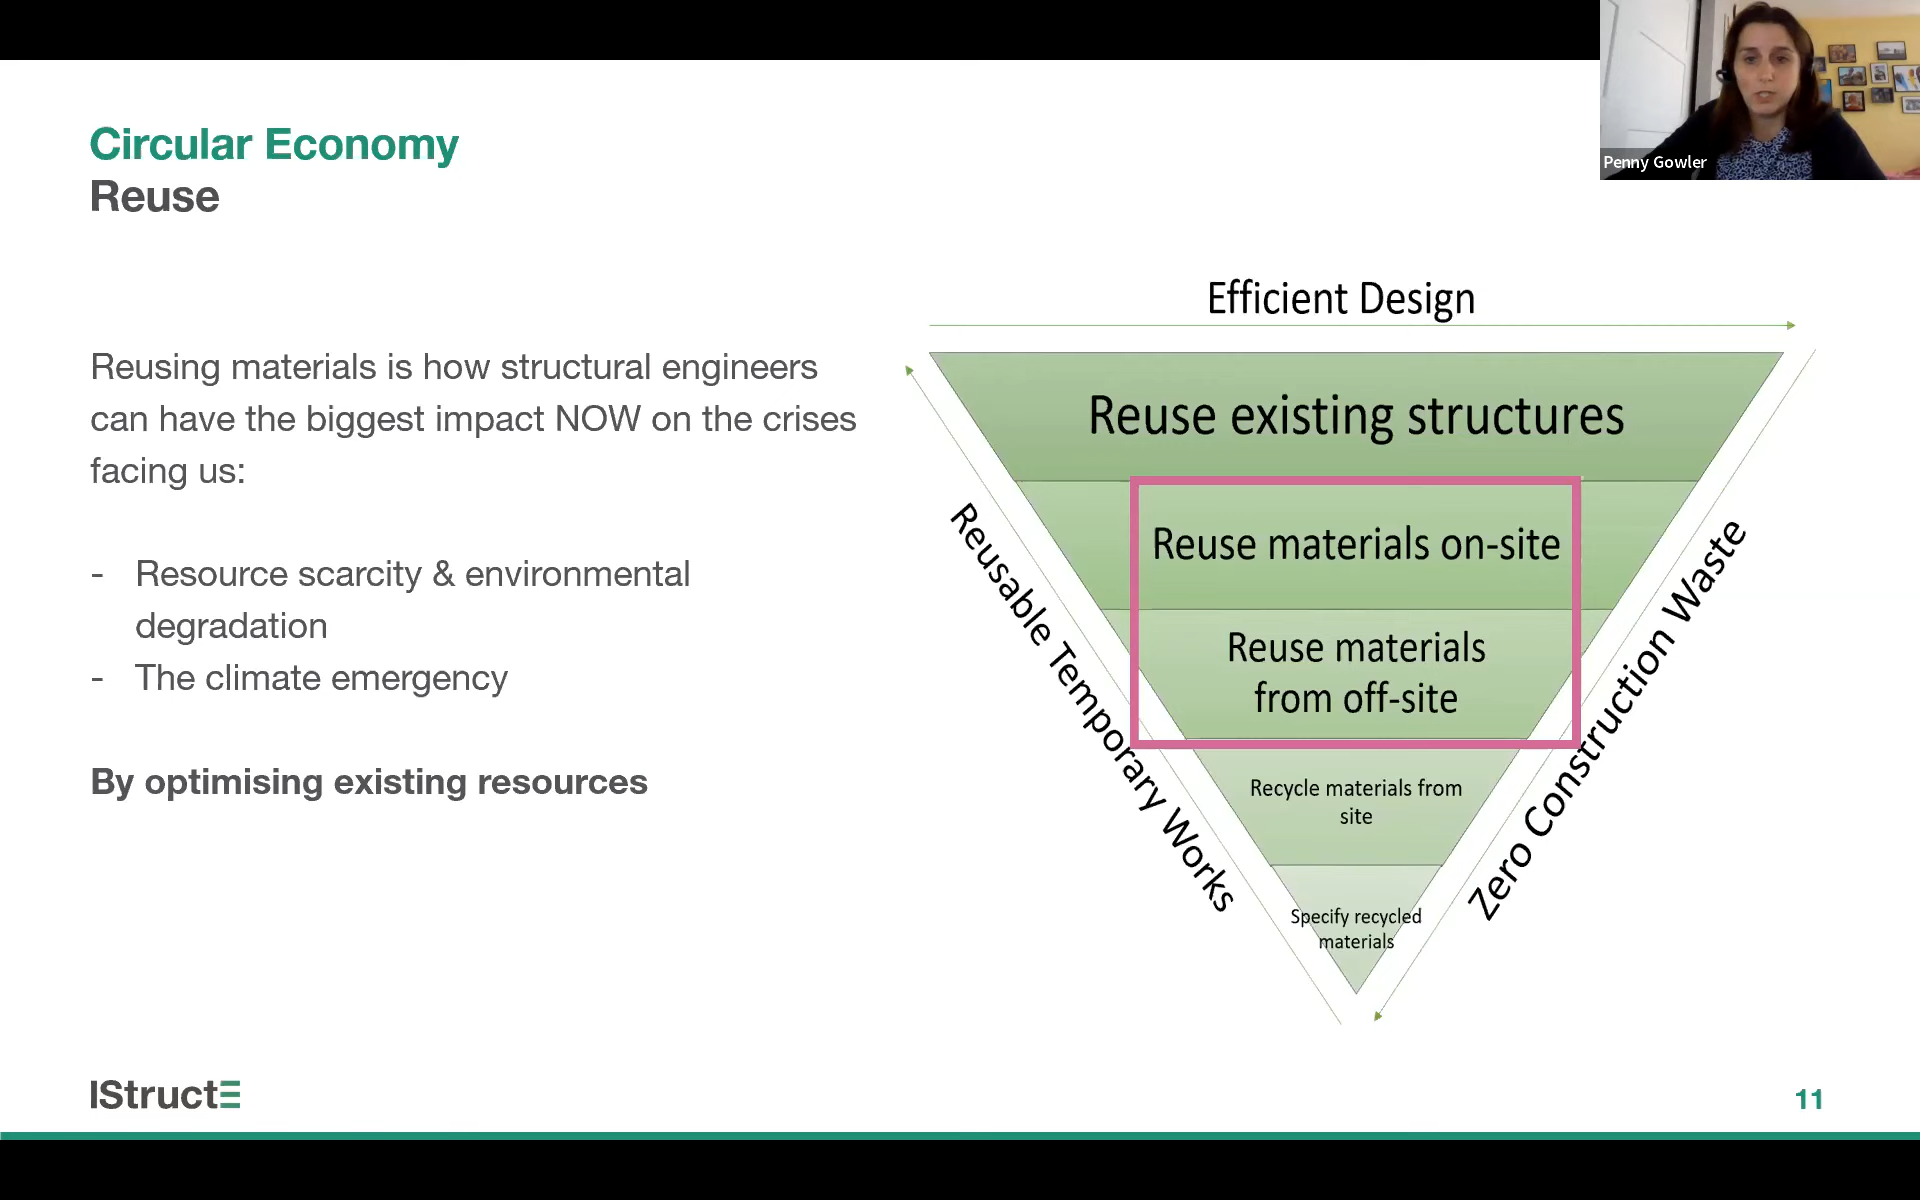 Penny Gowler
Circular Economy
Reuse
Reusing materials is how structural engineers
can have the biggest impact NOW on the crises
facing us:
- Resource scarcity & environmental
degradation
- The climate emergency
By optimising existing resources
Efficient Design
Reuse existing structures
Reuse materials on-site
Reuse materials
from off-site
Recycle materials from
site
Specify recycled
materials
Reusable Temporary Works
Zero Construction Waste
IStructE
11